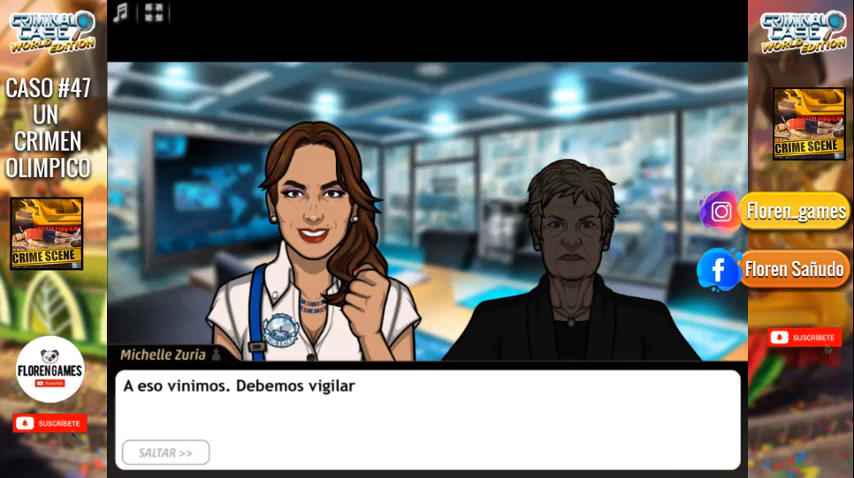 CRIMINAL CASE
WORLD EDITION
CASO #47
UN
CRIMEN
OLIMPICO
CRIME SCENE
FLOREN GAMES
SUSCRÍBETE
Michelle Zuria
A eso vinimos. Debemos vigilar
SALTAR >>
CRIMINAL CASE
WORLD EDITION
CRIME SCENE
Floren_games
Floren Sañudo
SUSCRÍBETE